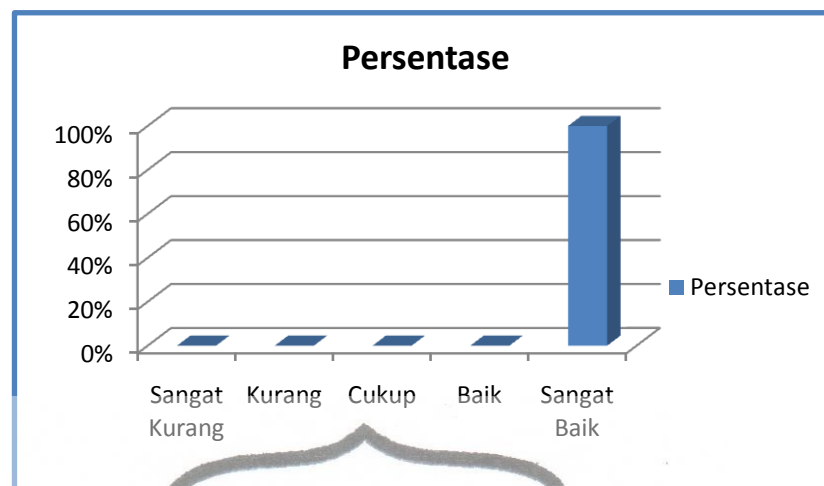 Persentase
100%
80%
60%
40%
20%
0%
Sangat Kurang
Kurang
Cukup
Baik
Sangat Baik
Persentase